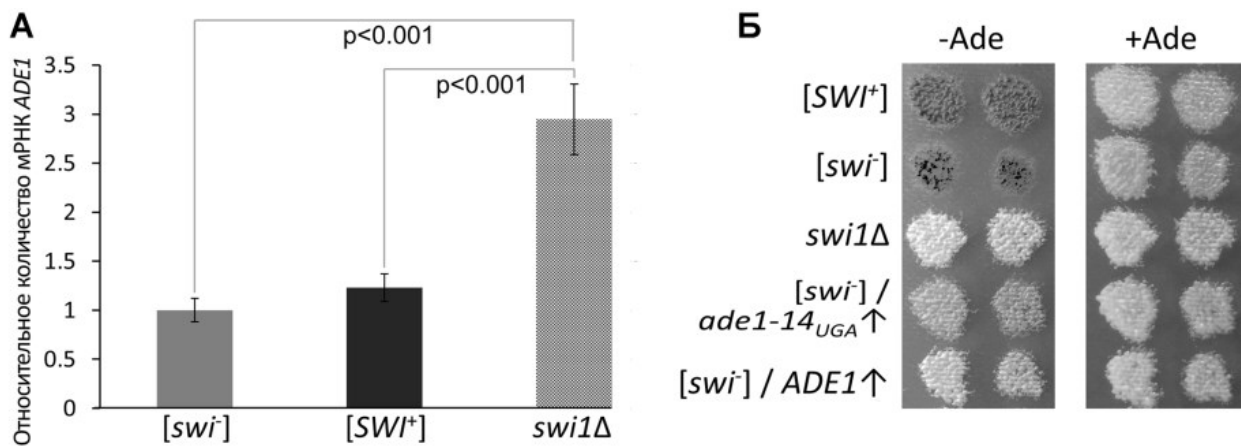 А
Относительное количество мРНК ADE1
p<0.001
p<0.001
3.5
3
2.5
2
1.5
1
0.5
0
[swi⁻]
[SWI⁺]
swi1Δ
Б
-Ade
+Ade
[SWI⁺]
[swi⁻]
swi1Δ
[swi⁻] /
ade1-14UGA↑
[swi⁻] / ADE1↑